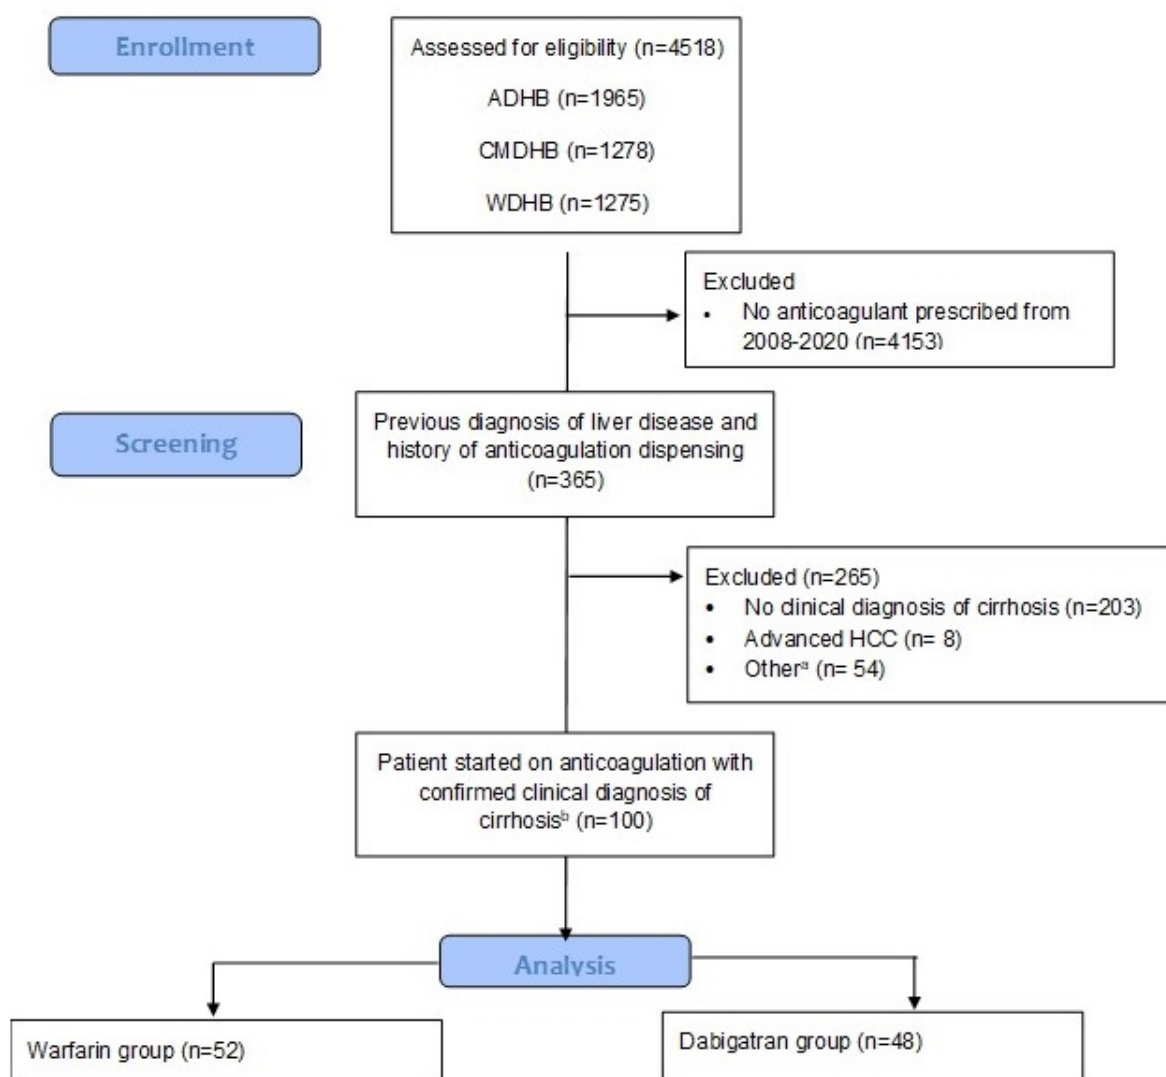 Enrollment
Assessed for eligibility (n=4518)
ADHB (n=1965)
CMDHB (n=1278)
WDHB (n=1275)
Excluded
• No anticoagulant prescribed from
2008-2020 (n=4153)
Screening
Previous diagnosis of liver disease and
history of anticoagulation dispensing
(n=365)
Excluded (n=265)
• No clinical diagnosis of cirrhosis (n=203)
• Advanced HCC (n= 8)
• Otherᵃ (n= 54)
Patient started on anticoagulation with
confirmed clinical diagnosis of
cirrhosisᵇ (n=100)
Analysis
Warfarin group (n=52)
Dabigatran group (n=48)